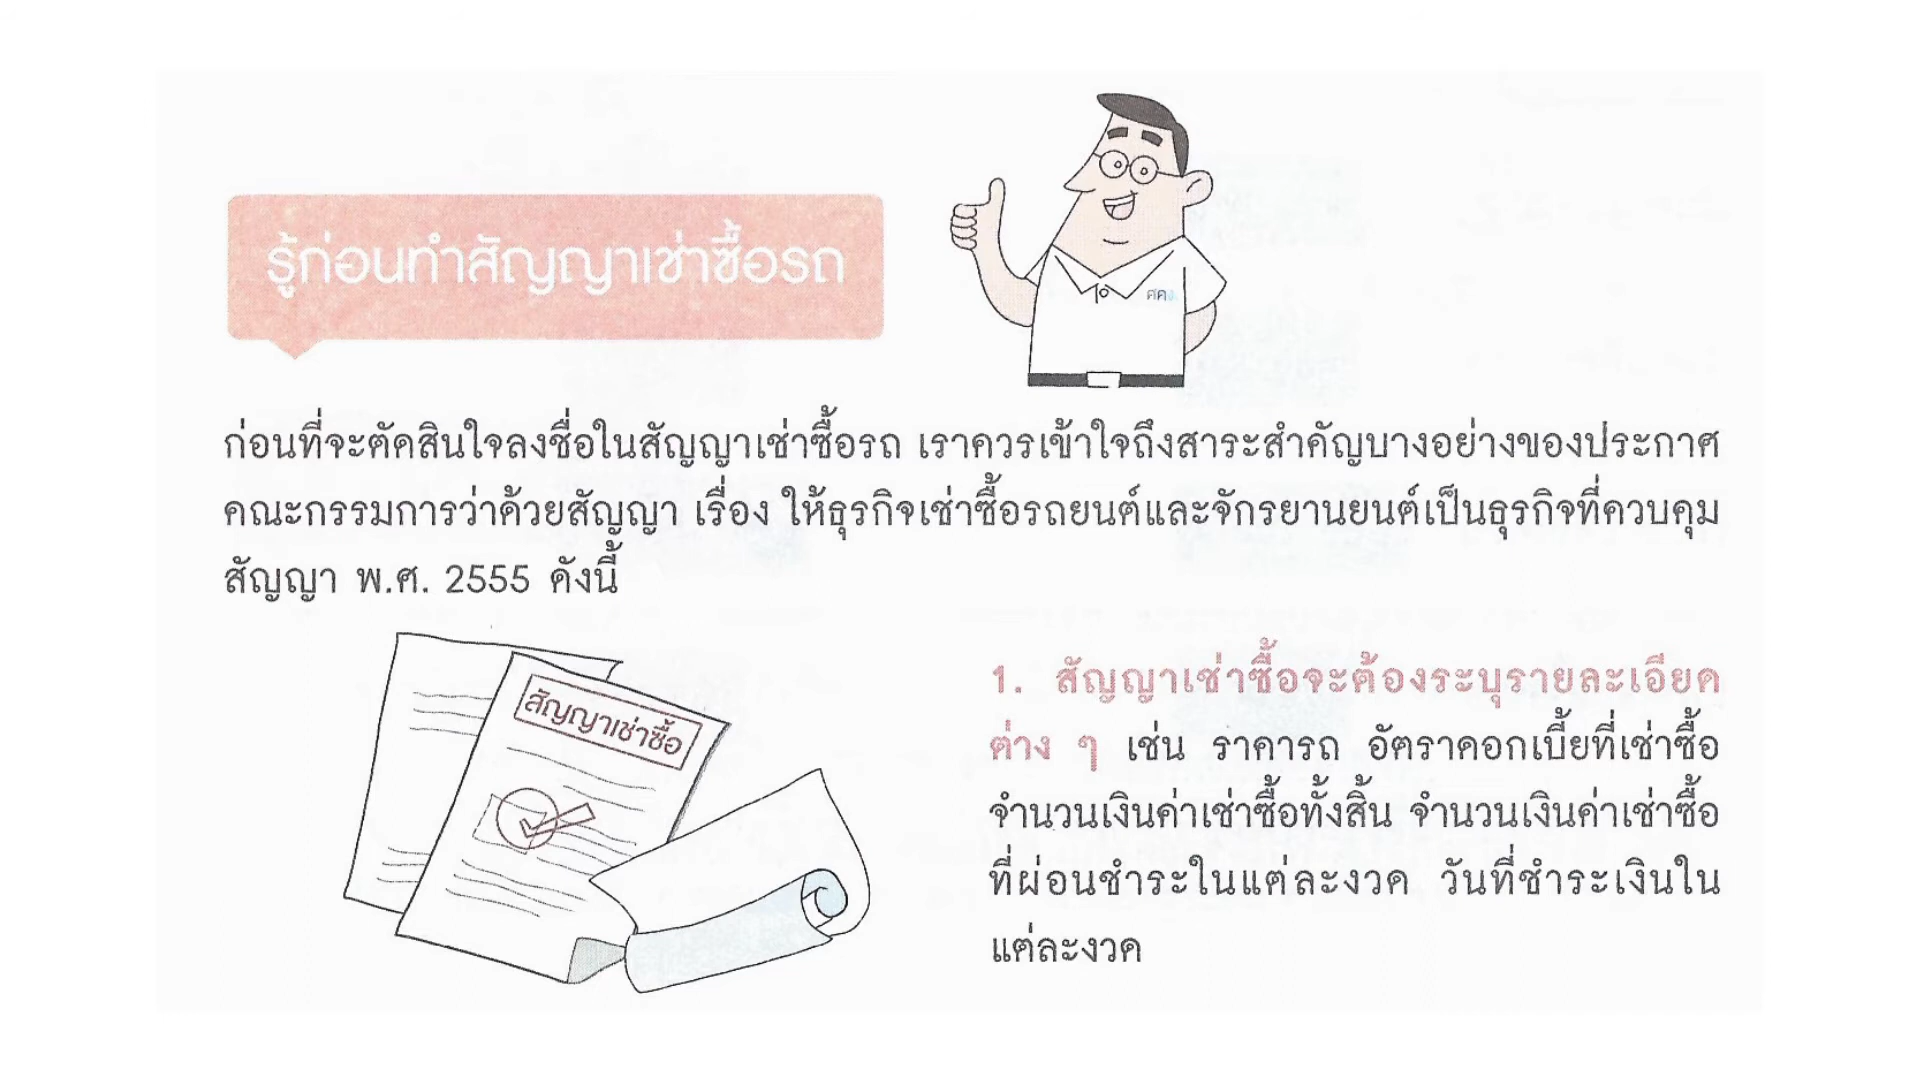 รู้ก่อนทำสัญญาเช่าซื้อรถ
ศคง.
ก่อนที่จะตัดสินใจลงชื่อในสัญญาเช่าซื้อรถ เราควรเข้าใจถึงสาระสำคัญบางอย่างของประกาศ
คณะกรรมการว่าด้วยสัญญา เรื่อง ให้ธุรกิจเช่าซื้อรถยนต์และจักรยานยนต์เป็นธุรกิจที่ควบคุม
สัญญา พ.ศ. 2555 ดังนี้
สัญญาเช่าซื้อ
1. สัญญาเช่าซื้อจะต้องระบุรายละเอียด
ต่าง ๆ เช่น ราคารถ อัตราดอกเบี้ยที่เช่าซื้อ
จำนวนเงินค่าเช่าซื้อทั้งสิ้น จำนวนเงินค่าเช่าซื้อ
ที่ผ่อนชำระในแต่ละงวด วันที่ชำระเงินใน
แต่ละงวด